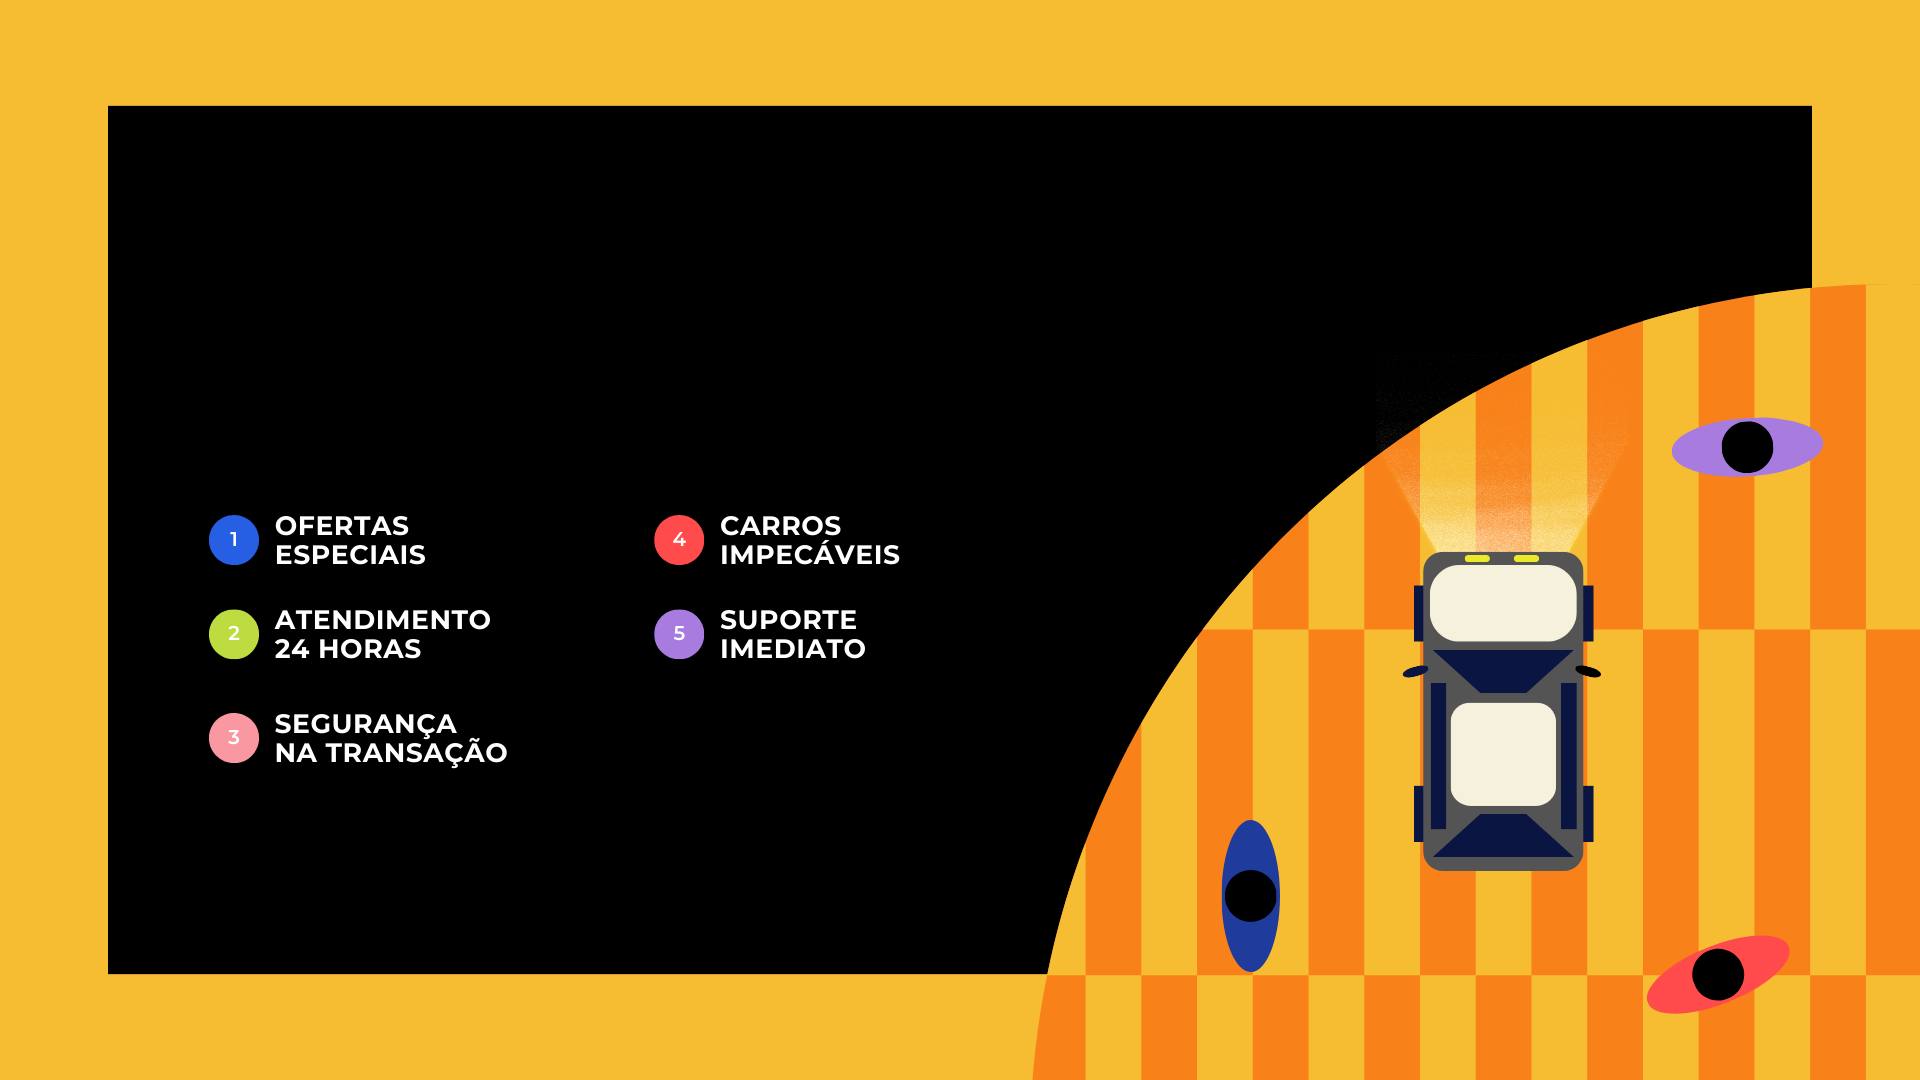 1
OFERTAS
ESPECIAIS
2
ATENDIMENTO
24 HORAS
3
SEGURANÇA
NA TRANSAÇÃO
4
CARROS
IMPECÁVEIS
5
SUPORTE
IMEDIATO